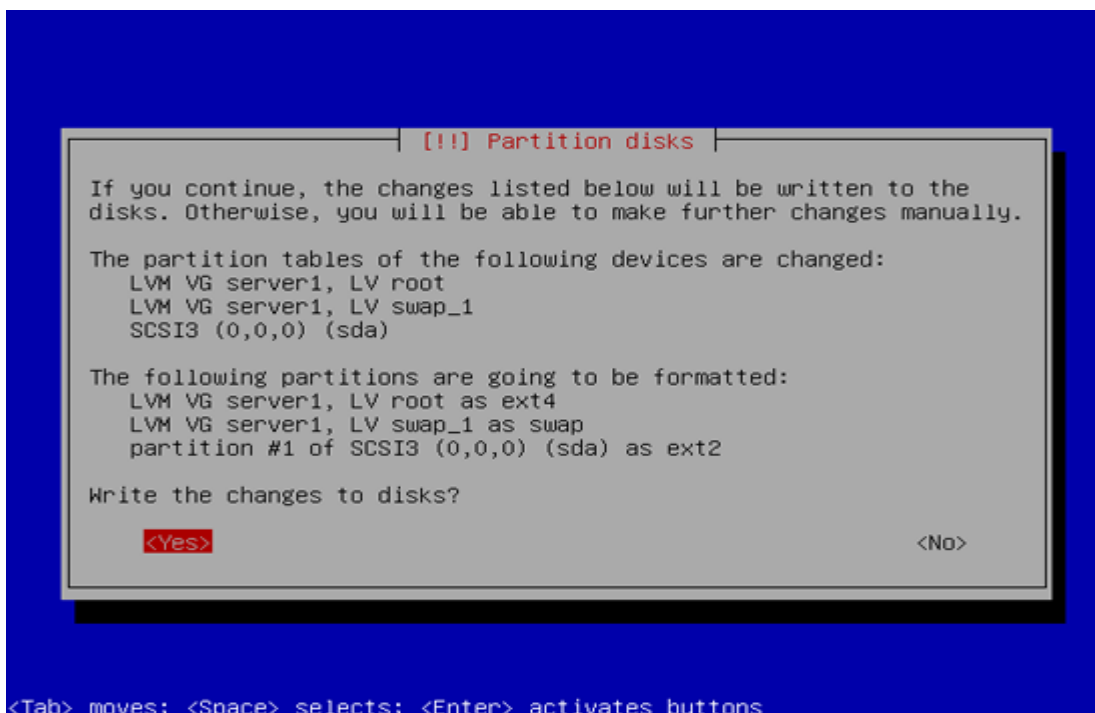 [!!] Partition disks
If you continue, the changes listed below will be written to the
disks. Otherwise, you will be able to make further changes manually.
The partition tables of the following devices are changed:
LVM VG server1, LV root
LVM VG server1, LV swap_1
SCSI3 (0,0,0) (sda)
The following partitions are going to be formatted:
LVM VG server1, LV root as ext4
LVM VG server1, LV swap_1 as swap
partition #1 of SCSI3 (0,0,0) (sda) as ext2
Write the changes to disks?
<Yes> <No>
<Tab> moves; <Space> selects; <Enter> activates buttons